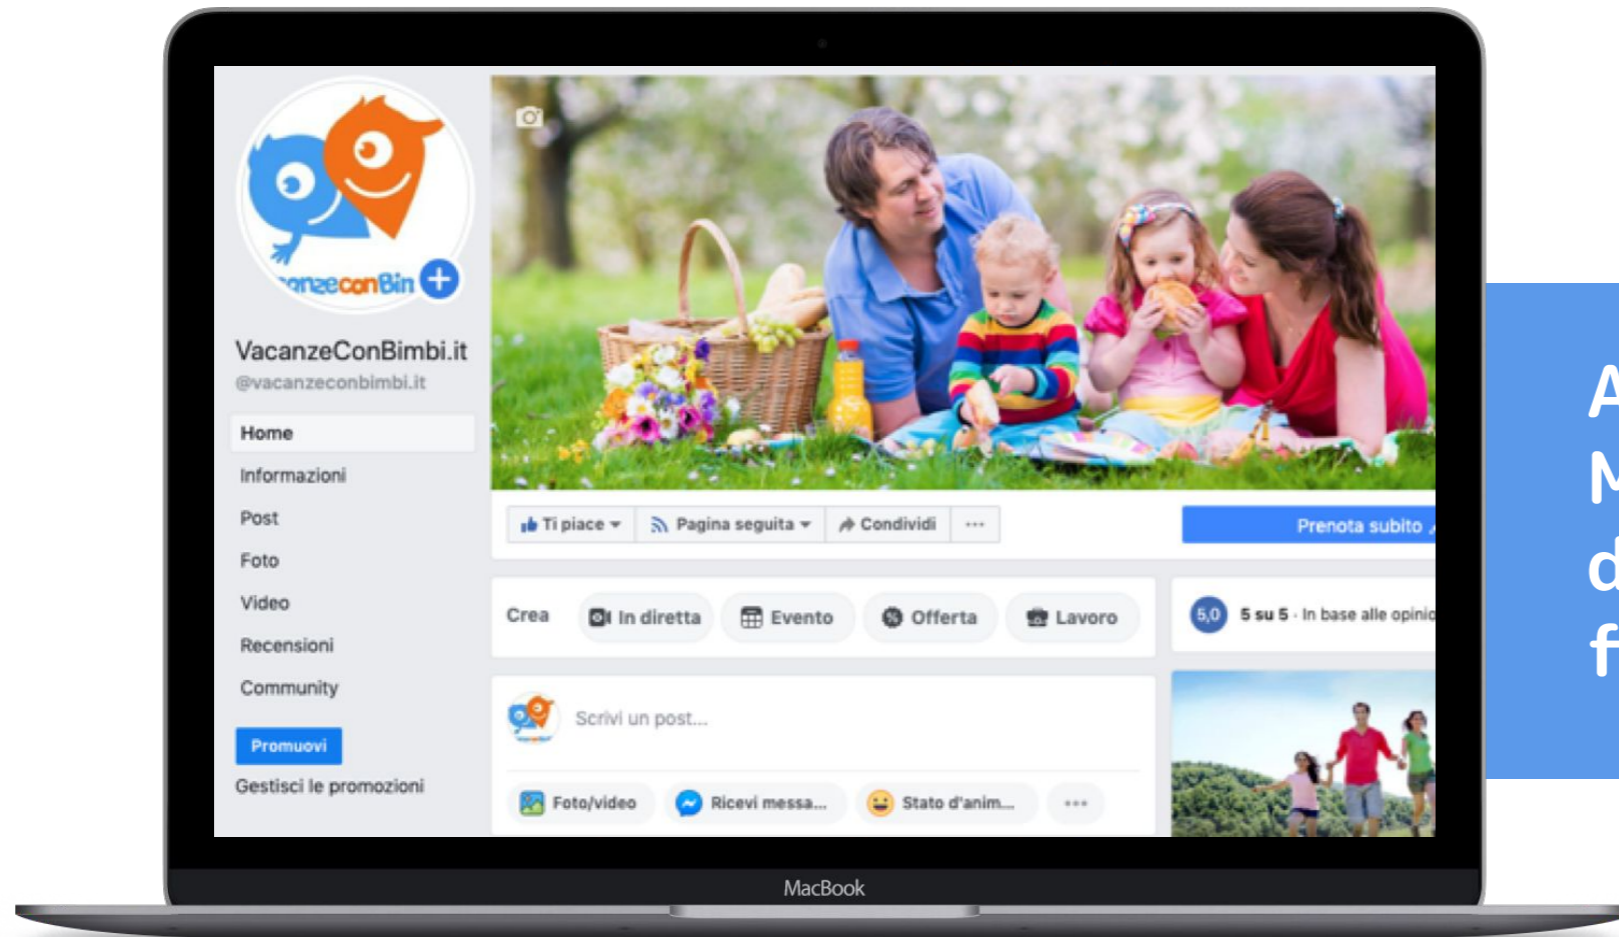 VacanzeConBimbi.it
@vacanzeconbimbi.it
Home
Informazioni
Post
Foto
Video
Recensioni
Community
Promuovi
Gestisci le promozioni
Ti piace
Pagina seguita
Condividi
Prenota subito
Crea
In diretta
Evento
Offerta
Lavoro
5,0
5 su 5 · In base alle opinio
Scrivi un post...
Foto/video
Ricevi messa...
Stato d'anim...
MacBook
A
M
d
f